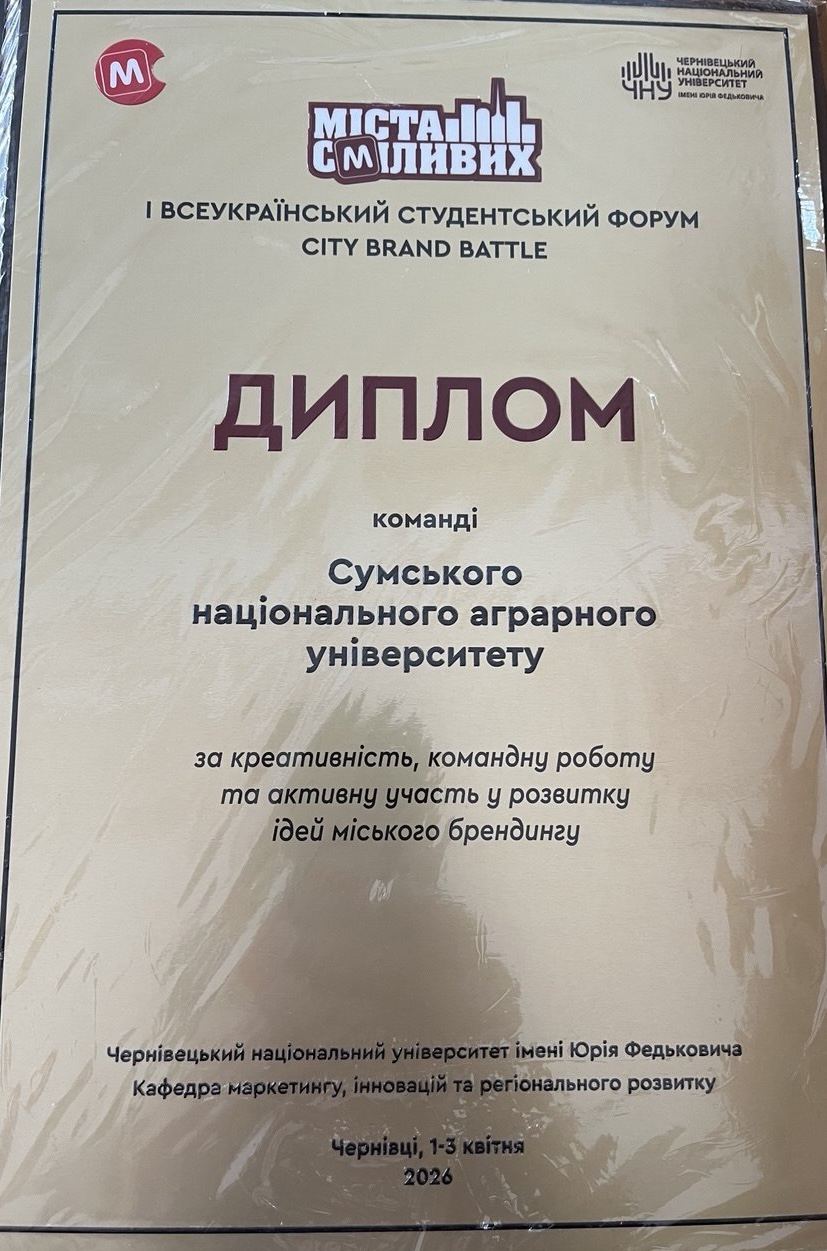 М
ЧНУ
ЧЕРНІВЕЦЬКИЙ
НАЦІОНАЛЬНИЙ
УНІВЕРСИТЕТ
ІМЕНІ ЮРІЯ ФЕДЬКОВИЧА
МІСТА
СМІЛИВИХ
І ВСЕУКРАЇНСЬКИЙ СТУДЕНТСЬКИЙ ФОРУМ
CITY BRAND BATTLE
ДИПЛОМ
команді
Сумського
національного аграрного
університету
за креативність, командну роботу
та активну участь у розвитку
ідей міського брендингу
Чернівецький національний університет імені Юрія Федьковича
Кафедра маркетингу, інновацій та регіонального розвитку
Чернівці, 1-3 квітня
2026